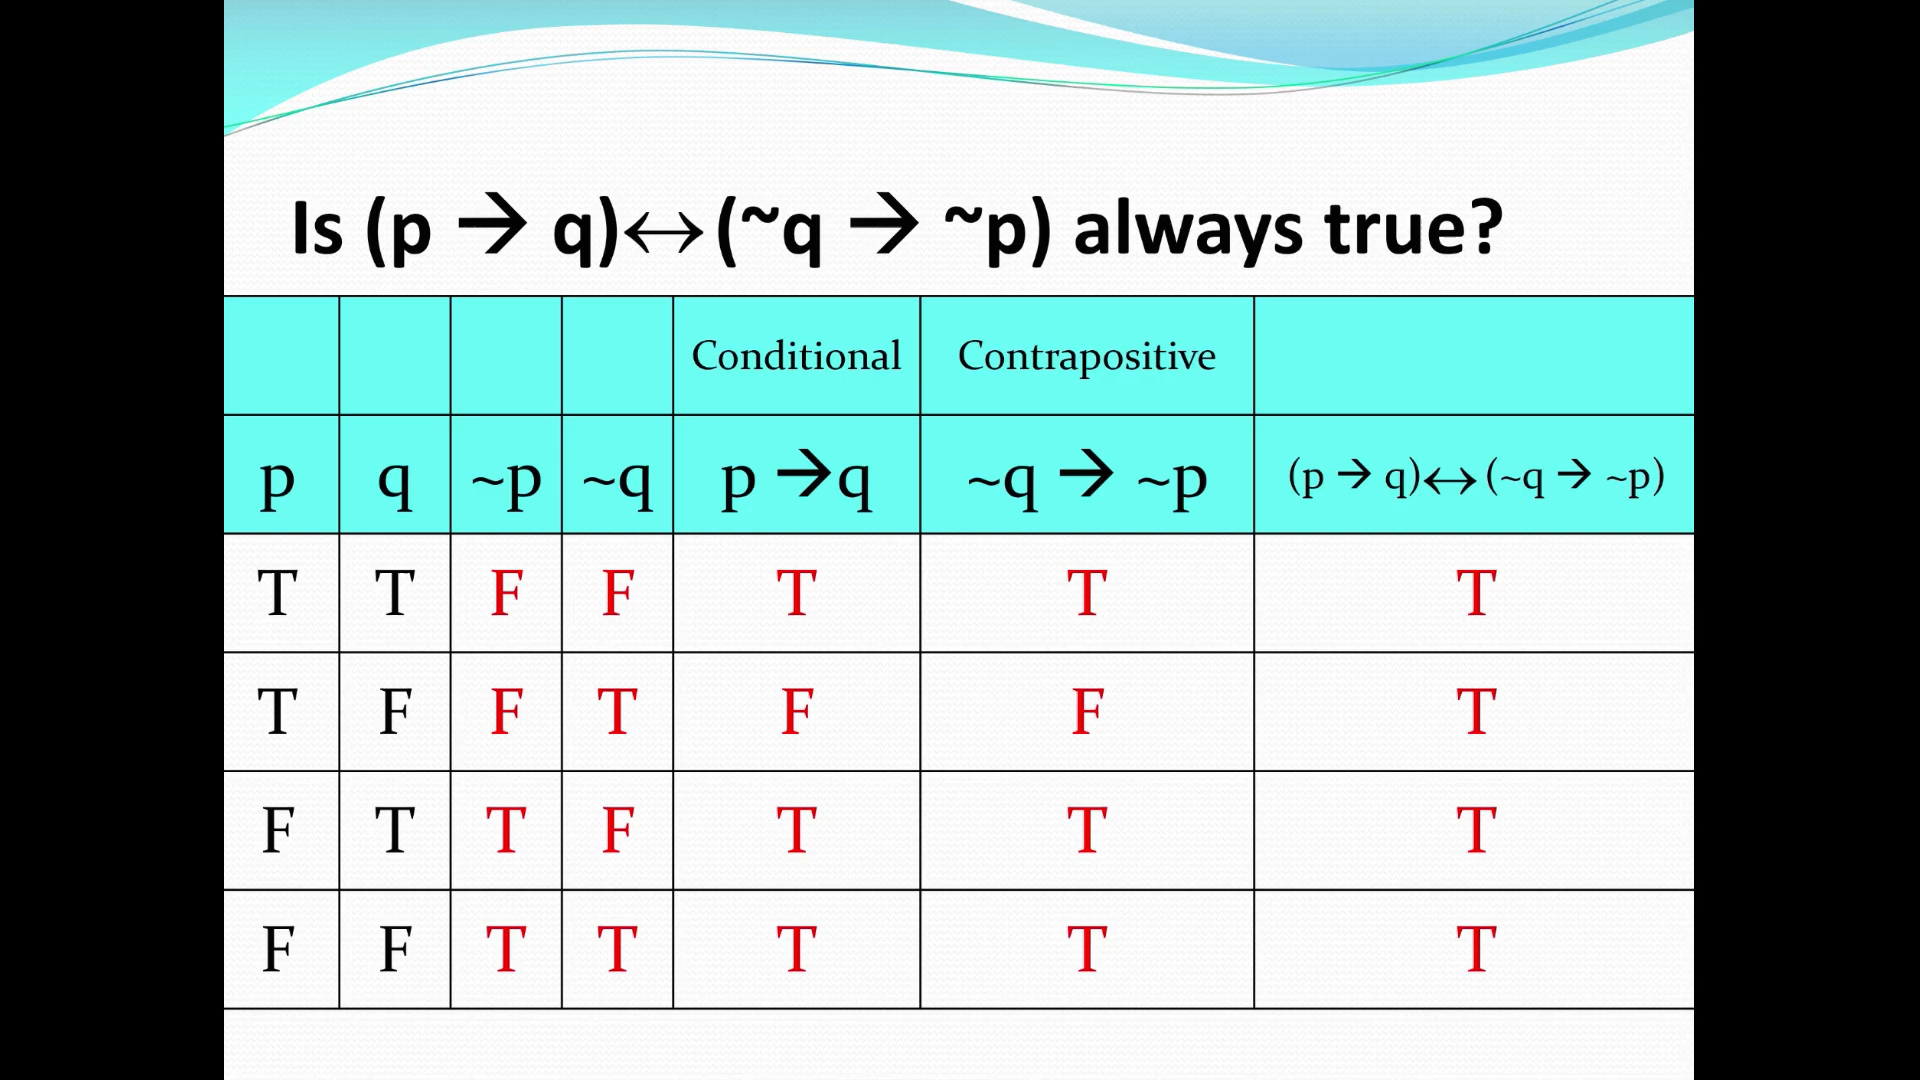 Is (p → q)↔(~q → ~p) always true?
Conditional Contrapositive
p q ~p ~q p →q ~q → ~p (p → q)↔(~q → ~p)
T T F F T T T
T F F T F F T
F T T F T T T
F F T T T T T